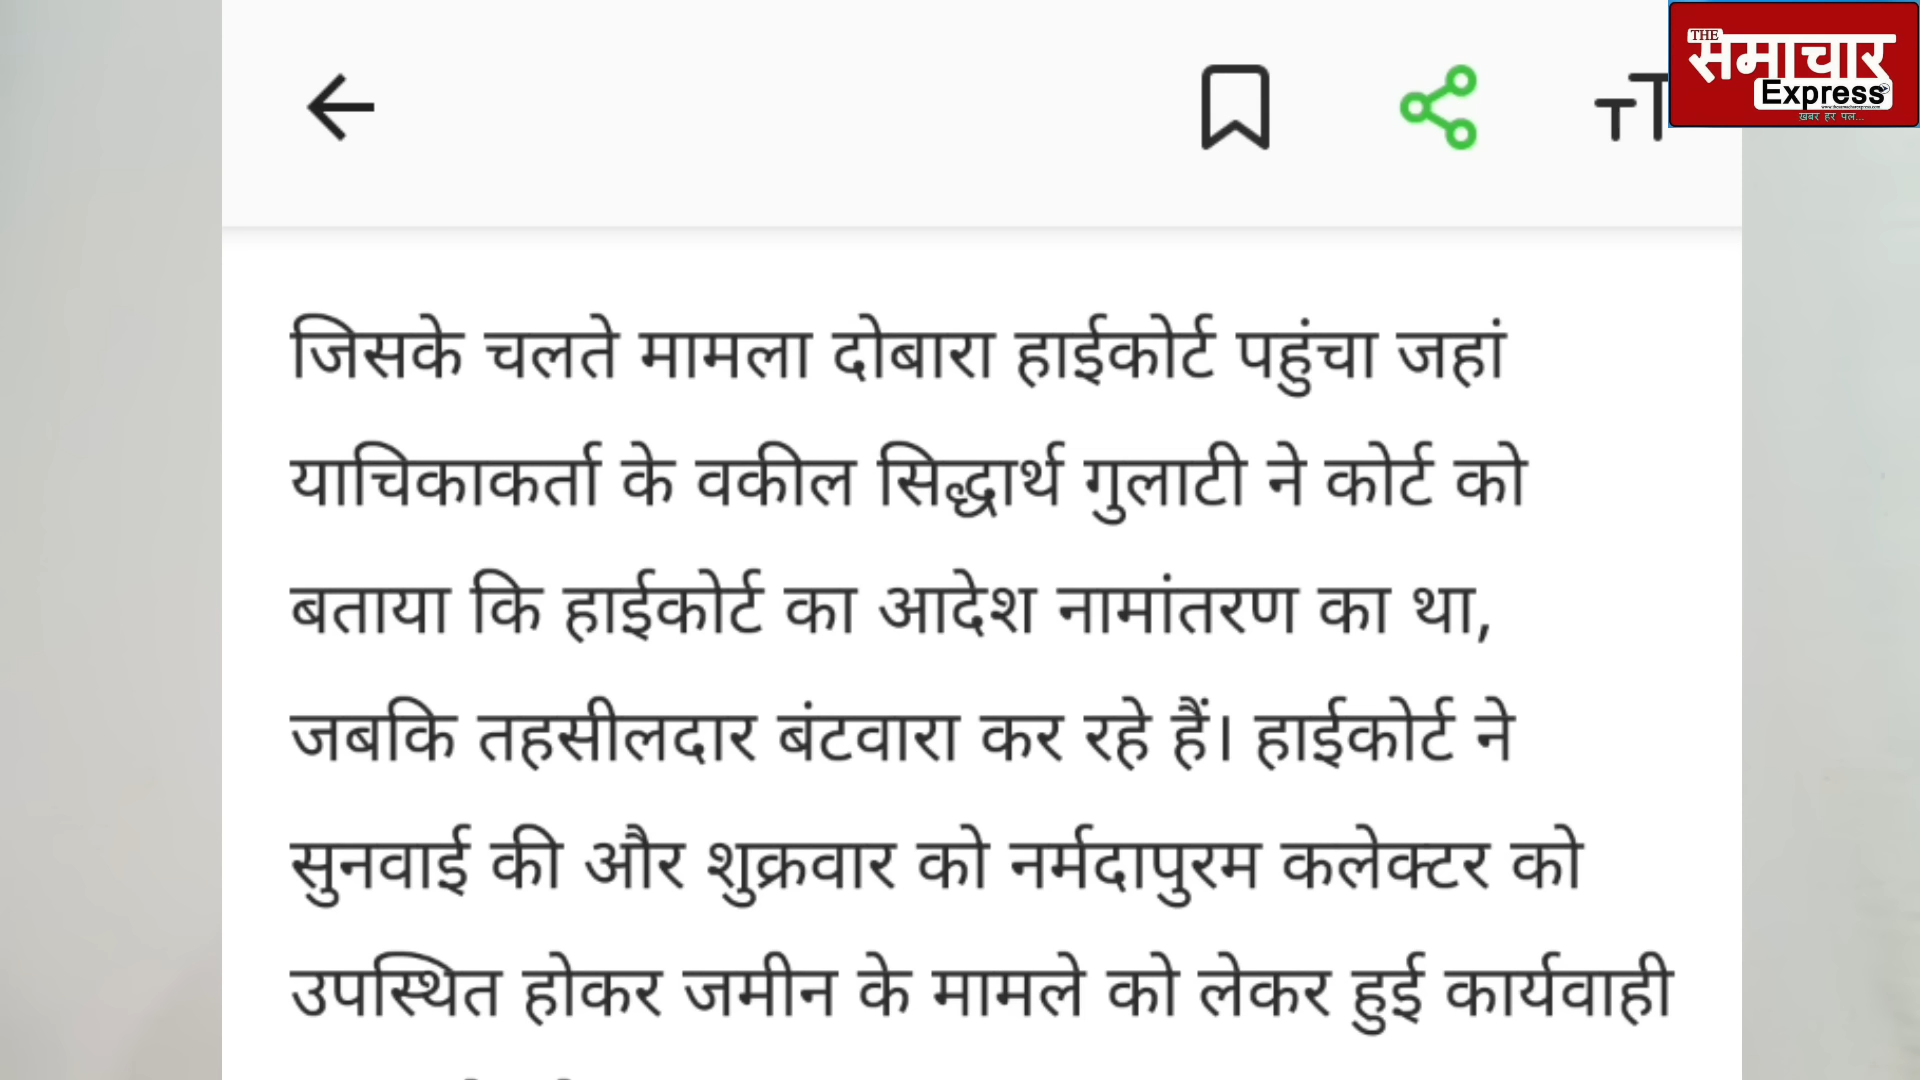 THE
समाचार
Express
खबर हर पल...
TT
जिसके चलते मामला दोबारा हाईकोर्ट पहुंचा जहां
याचिकाकर्ता के वकील सिद्धार्थ गुलाटी ने कोर्ट को
बताया कि हाईकोर्ट का आदेश नामांतरण का था,
जबकि तहसीलदार बंटवारा कर रहे हैं। हाईकोर्ट ने
सुनवाई की और शुक्रवार को नर्मदापुरम कलेक्टर को
उपस्थित होकर जमीन के मामले को लेकर हुई कार्यवाही